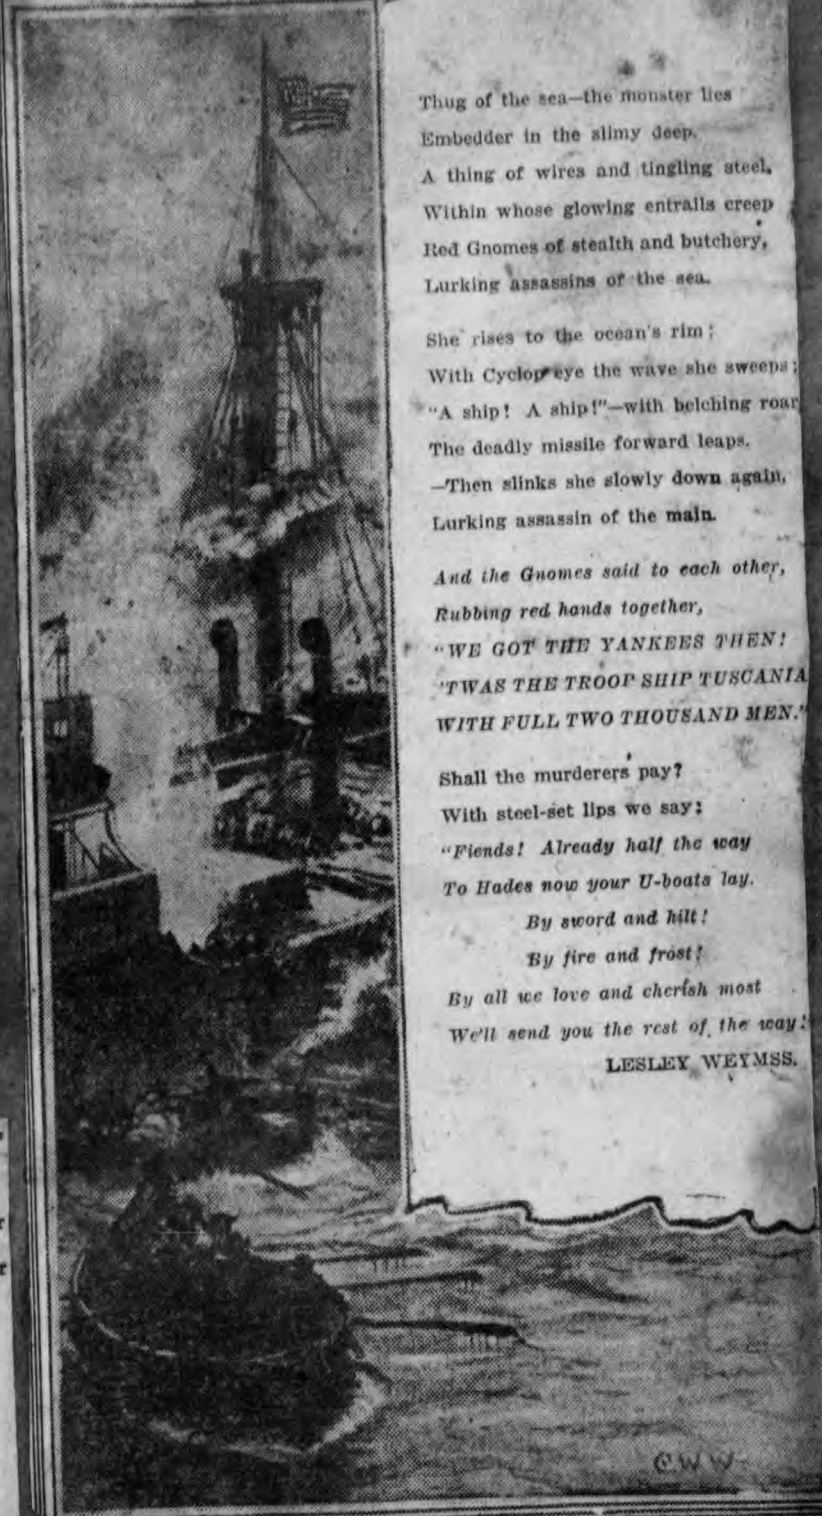 Thug of the sea—the monster lies
Embedder in the slimy deep.
A thing of wires and tingling steel,
Within whose glowing entrails creep
Red Gnomes of stealth and butchery,
Lurking assassins of the sea.
She rises to the ocean's rim;
With Cyclop eye the wave she sweeps;
"A ship! A ship!"—with belching roar
The deadly missile forward leaps.
—Then slinks she slowly down again,
Lurking assassin of the main.
And the Gnomes said to each other,
Rubbing red hands together,
"WE GOT THE YANKEES THEN!
'TWAS THE TROOP SHIP TUSCANIA
WITH FULL TWO THOUSAND MEN."
Shall the murderers pay?
With steel-set lips we say:
"Fiends! Already half the way
To Hades now your U-boats lay.
By sword and hilt!
By fire and frost!
By all we love and cherish most
We'll send you the rest of the way!"
LESLEY WEYMSS.
C.W.W